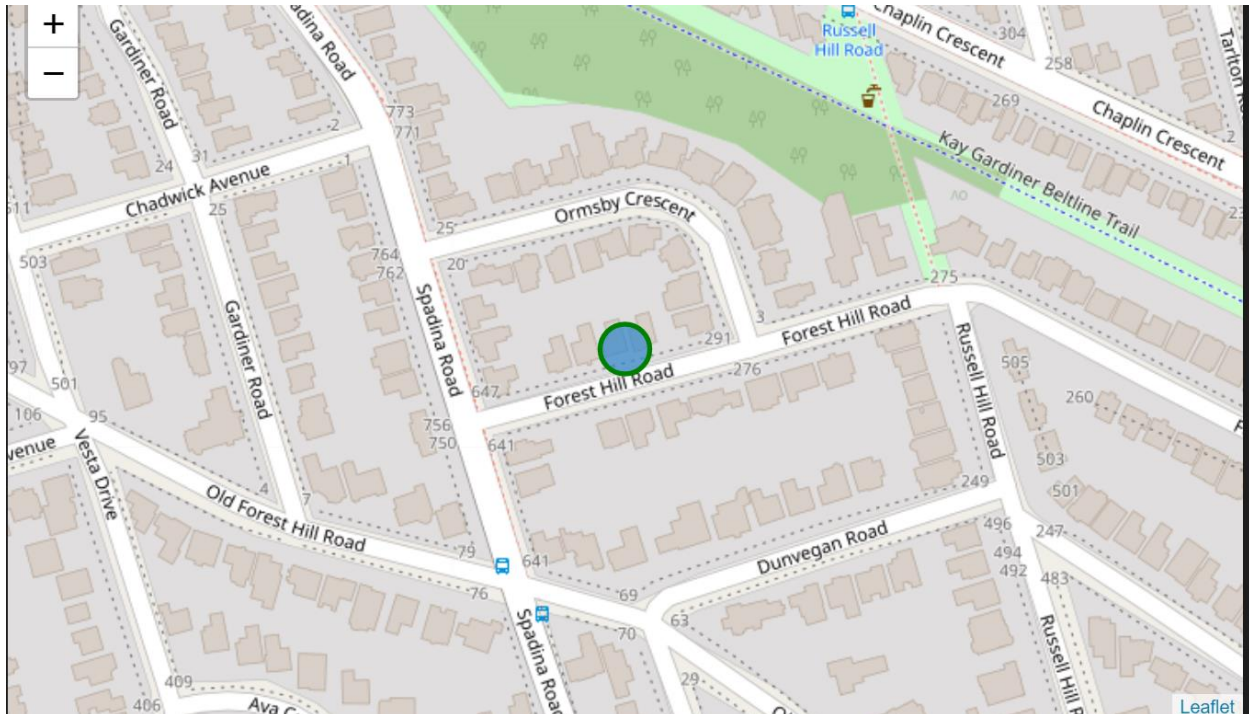 +
−
Gardiner Road
adina Road
Russell
Hill Road
Chaplin Crescent
304
258
Tarlton Ro
269
Chaplin Crescent
2
773
771
2
1
31
24
Chadwick Avenue
25
511
Kay Gardiner Beltline Trail
23
Ormsby Crescent
25
20
764
762
503
275
Gardiner Road
Spadina Road
3
291
Forest Hill Road
276
Forest Hill Road
Russell Hill Road
505
97
501
106
95
647
756
750
641
260
F
venue
Vesta Drive
503
501
249
4
7
Old Forest Hill Road
79
641
Dunvegan Road
496
247
494
492
483
76
69
70
63
Spadina Road
Russell Hill R
409
406
Ava C
29
Leaflet